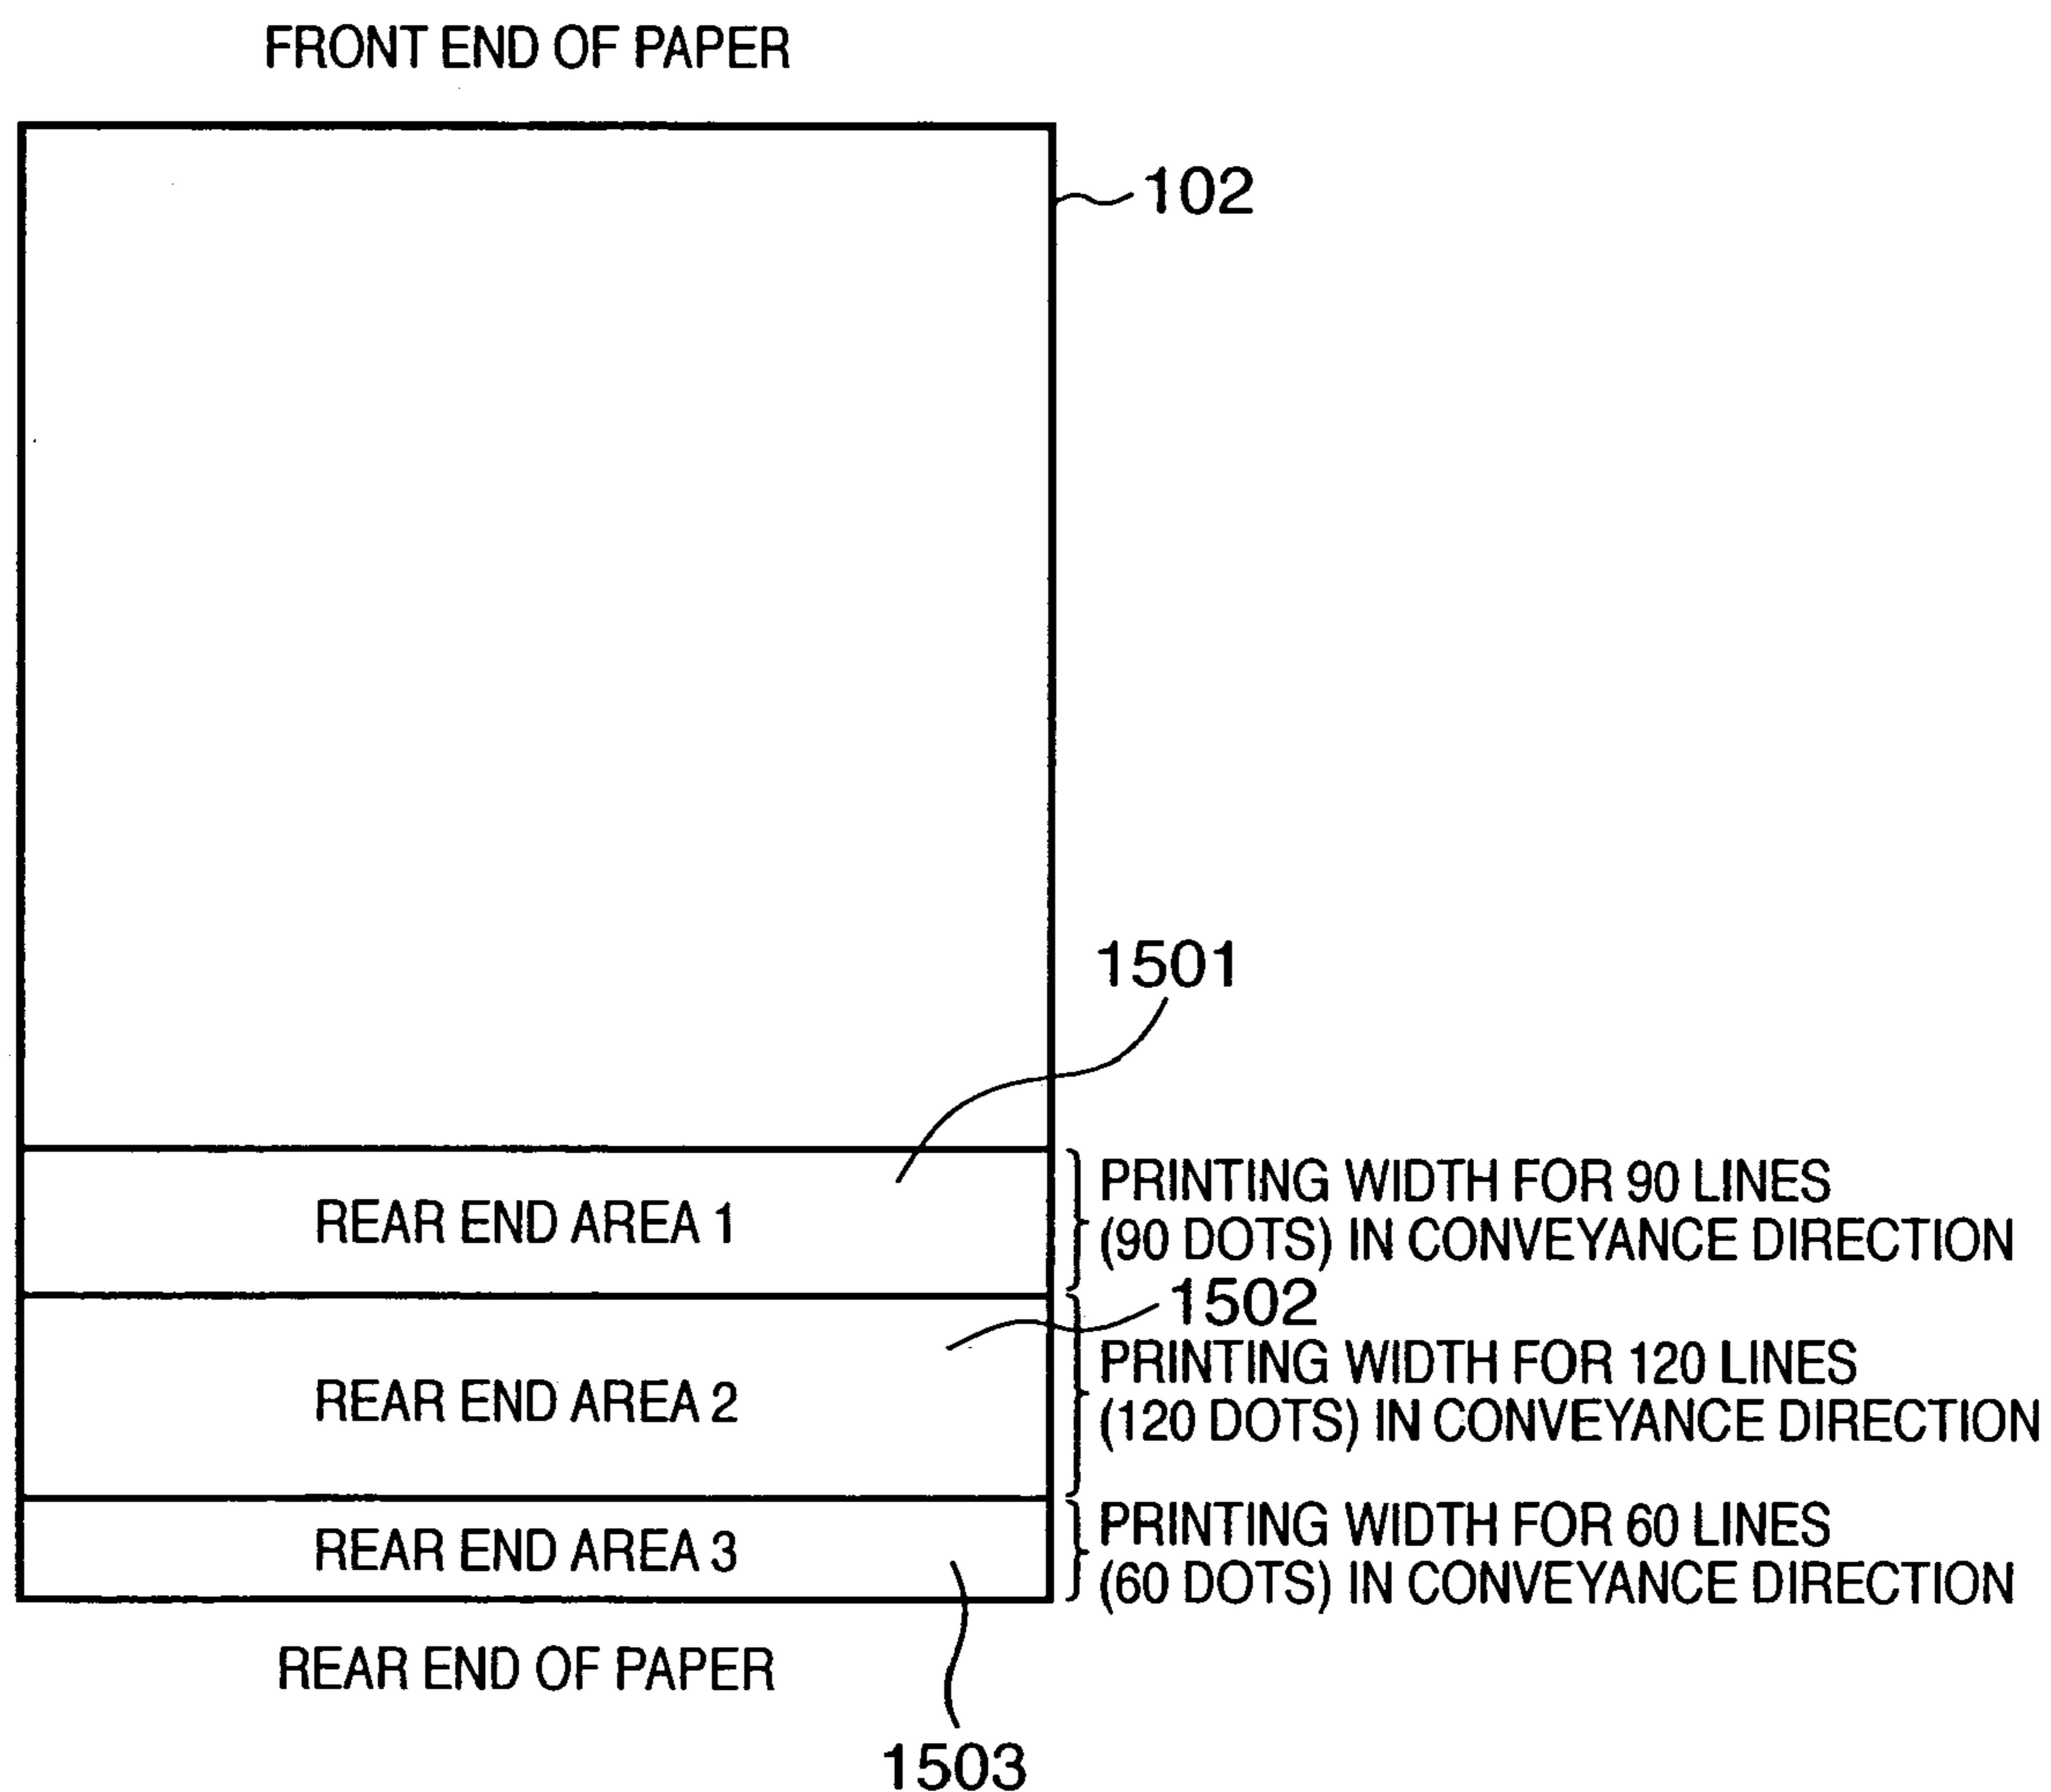 FRONT END OF PAPER
102
1501
REAR END AREA 1
PRINTING WIDTH FOR 90 LINES
(90 DOTS) IN CONVEYANCE DIRECTION
1502
REAR END AREA 2
PRINTING WIDTH FOR 120 LINES
(120 DOTS) IN CONVEYANCE DIRECTION
REAR END AREA 3
PRINTING WIDTH FOR 60 LINES
(60 DOTS) IN CONVEYANCE DIRECTION
REAR END OF PAPER
1503